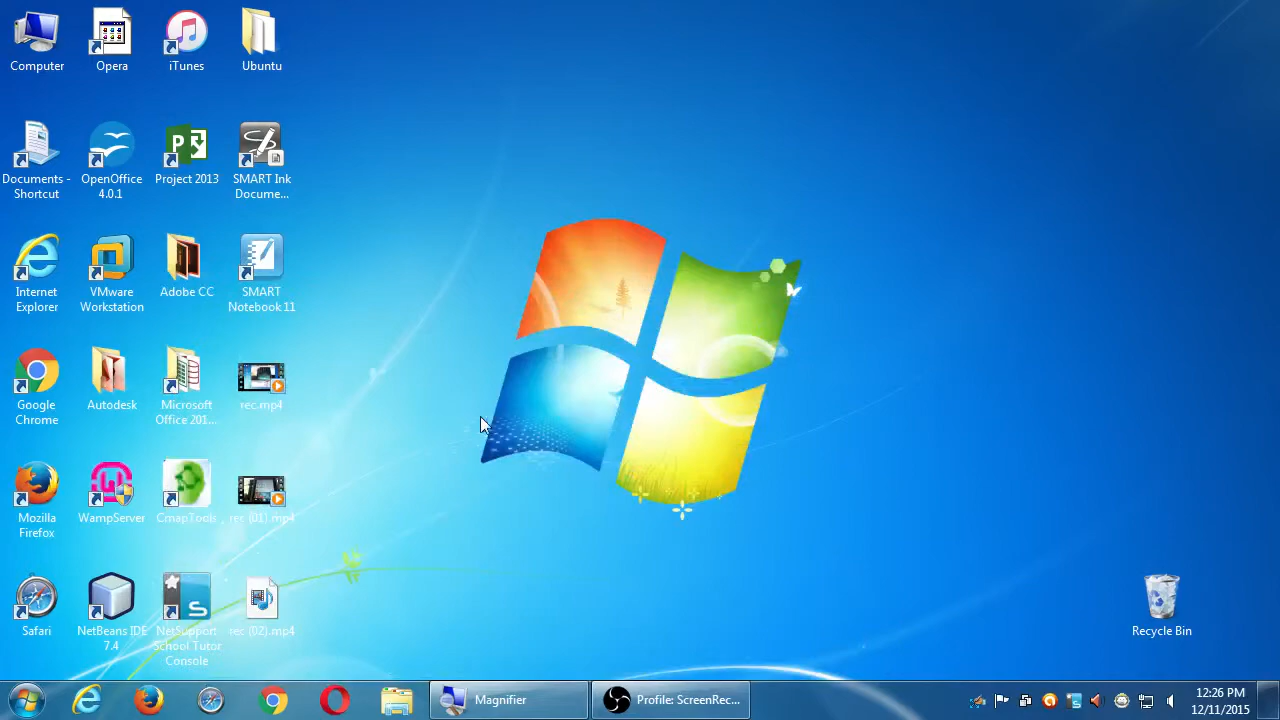 Computer
Opera
iTunes
Ubuntu
Documents -
Shortcut
OpenOffice
4.0.1
Project 2013
SMART Ink
Docume...
Internet
Explorer
VMware
Workstation
Adobe CC
SMART
Notebook 11
Google
Chrome
Autodesk
Microsoft
Office 201...
rec.mp4
Mozilla
Firefox
WampServer
CmapTools
rec (01).mp4
Safari
NetBeans IDE
7.4
NetSupport
School Tutor
Console
rec (02).mp4
Recycle Bin
Magnifier
Profile: ScreenRec...
12:26 PM
12/11/2015